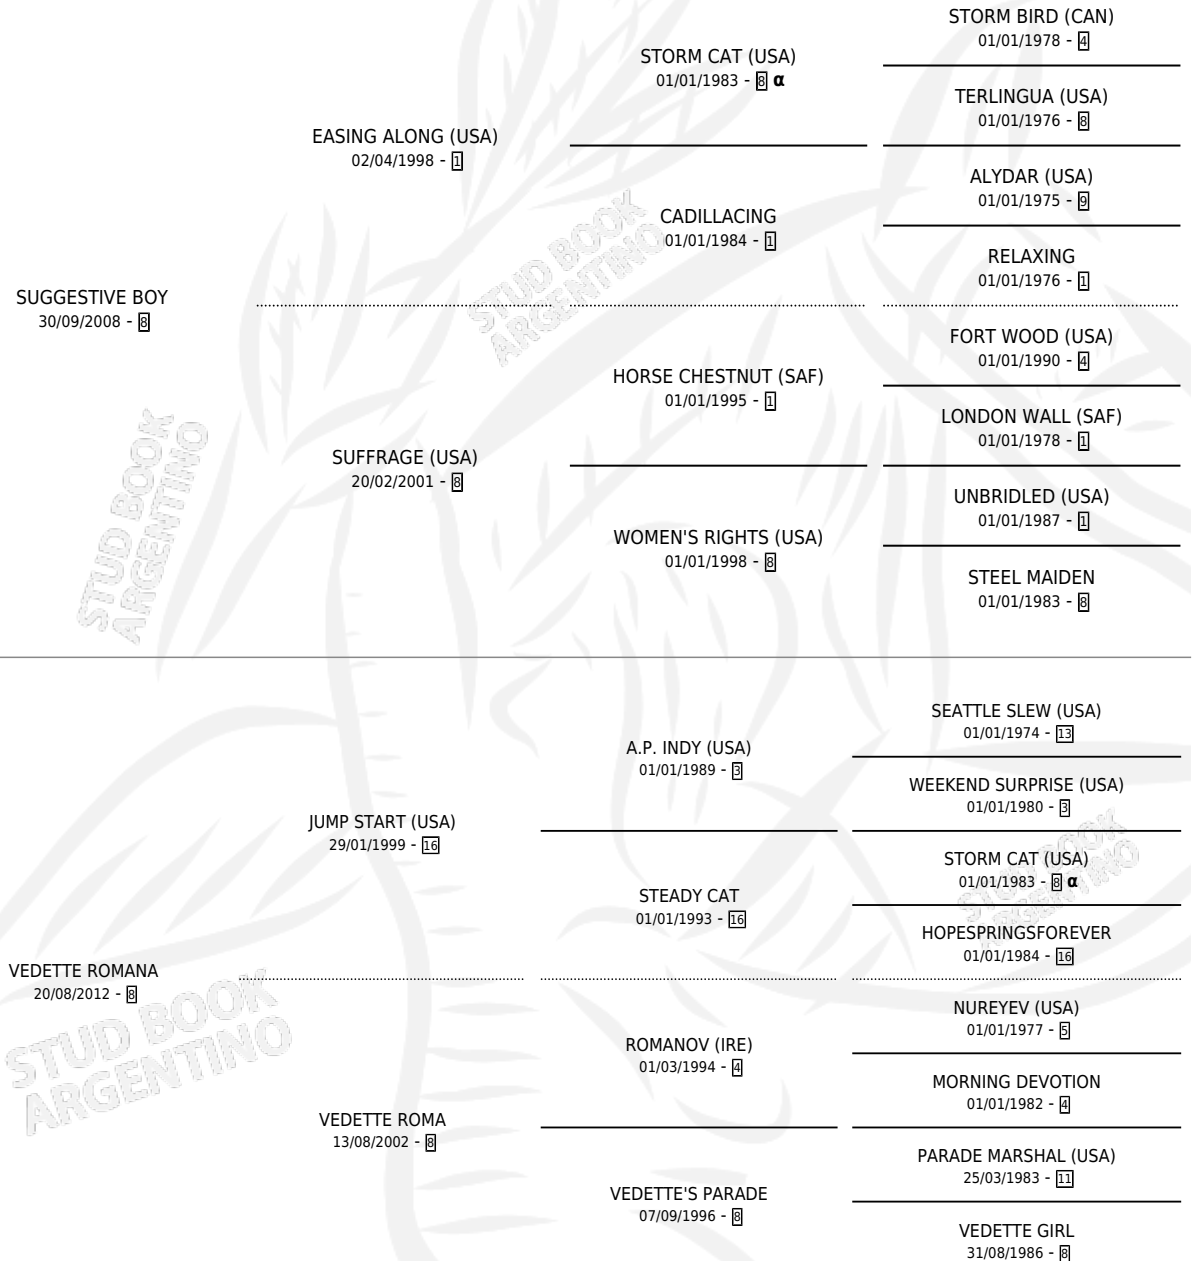 STORM BIRD (CAN)
01/01/1978 - 4
STORM CAT (USA)
01/01/1983 - 8 α
TERLINGUA (USA)
01/01/1976 - 8
EASING ALONG (USA)
02/04/1998 - 1
ALYDAR (USA)
01/01/1975 - 9
CADILLACING
01/01/1984 - 1
RELAXING
01/01/1976 - 1
SUGGESTIVE BOY
30/09/2008 - 8
FORT WOOD (USA)
01/01/1990 - 4
HORSE CHESTNUT (SAF)
01/01/1995 - 1
LONDON WALL (SAF)
01/01/1978 - 1
SUFFRAGE (USA)
20/02/2001 - 8
UNBRIDLED (USA)
01/01/1987 - 1
WOMEN'S RIGHTS (USA)
01/01/1998 - 8
STEEL MAIDEN
01/01/1983 - 8
SEATTLE SLEW (USA)
01/01/1974 - 13
A.P. INDY (USA)
01/01/1989 - 3
WEEKEND SURPRISE (USA)
01/01/1980 - 3
JUMP START (USA)
29/01/1999 - 16
STORM CAT (USA)
01/01/1983 - 8 α
STEADY CAT
01/01/1993 - 16
HOPESPRINGSFOREVER
01/01/1984 - 16
VEDETTE ROMANA
20/08/2012 - 8
NUREYEV (USA)
01/01/1977 - 5
ROMANOV (IRE)
01/03/1994 - 4
MORNING DEVOTION
01/01/1982 - 4
VEDETTE ROMA
13/08/2002 - 8
PARADE MARSHAL (USA)
25/03/1983 - 11
VEDETTE'S PARADE
07/09/1996 - 8
VEDETTE GIRL
31/08/1986 - 8
STUD BOOK
ARGENTINO
STUD BOOK
ARGENTINO
STUD BOOK
ARGENTINO
STUD BOOK
ARGENTINO